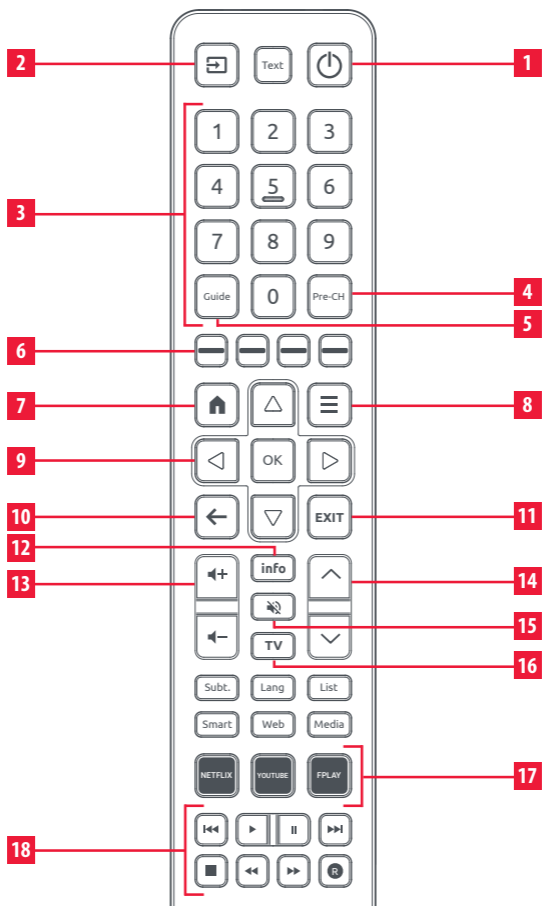 2 Text 1
1 2 3
4 5 6
3
7 8 9
Guide 0 Pre-CH 4
5
6
7 8
9 OK
10 EXIT 11
12 info
13 14
15
TV 16
Subt. Lang List
Smart Web Media
NETFLIX YOUTUBE FPLAY 17
18
R